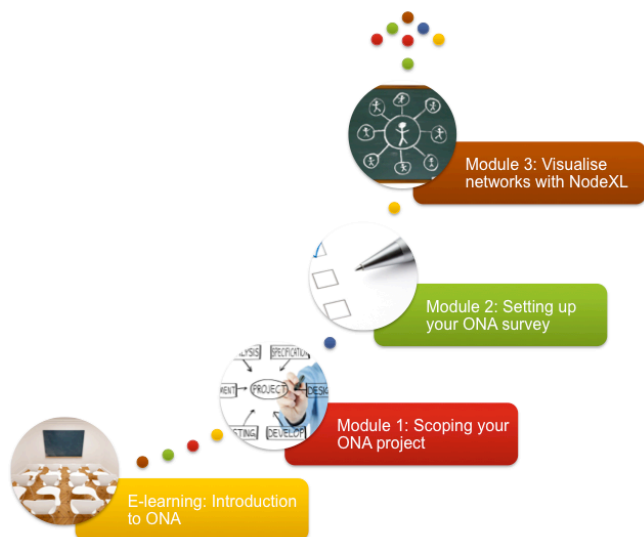 Module 3: Visualise
networks with NodeXL
Module 2: Setting up
your ONA survey
PROJECT
Module 1: Scoping your
ONA project
E-learning: Introduction
to ONA